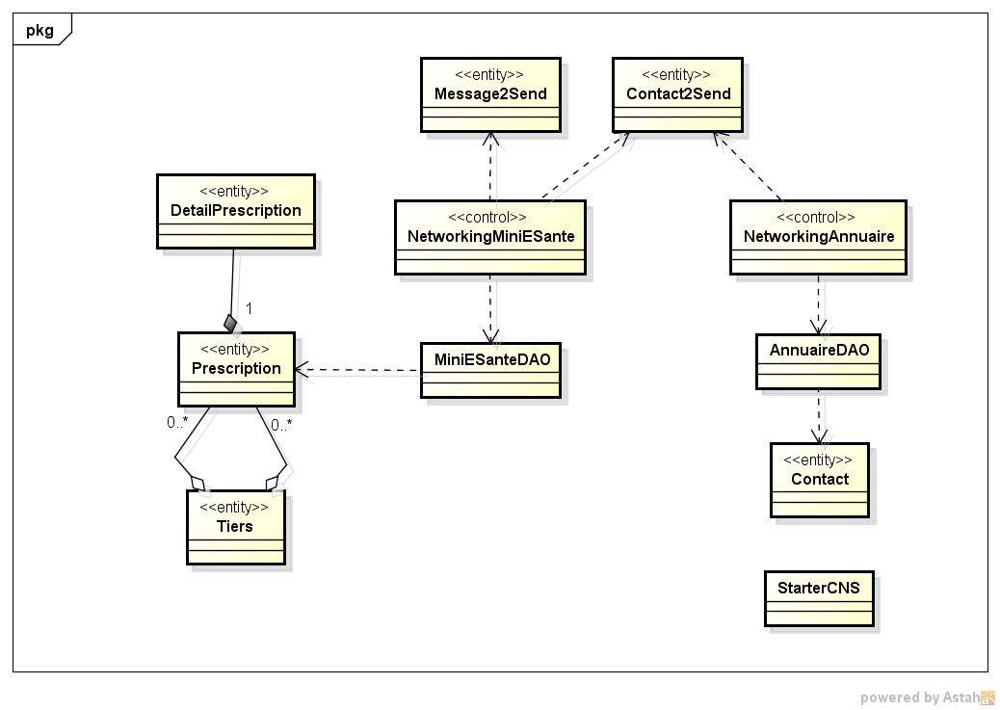 pkg
<<entity>>
Message2Send
<<entity>>
Contact2Send
<<entity>>
DetailPrescription
<<control>>
NetworkingMiniESante
<<control>>
NetworkingAnnuaire
1
<<entity>>
Prescription
MiniESanteDAO
AnnuaireDAO
0..*
0..*
<<entity>>
Contact
<<entity>>
Tiers
StarterCNS
powered by Astah